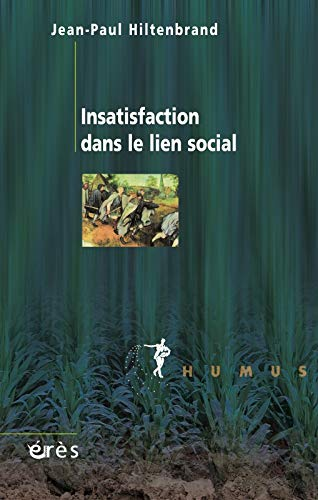 Jean-Paul Hiltenbrand
Insatisfaction
dans le lien social
HUMUS
érès